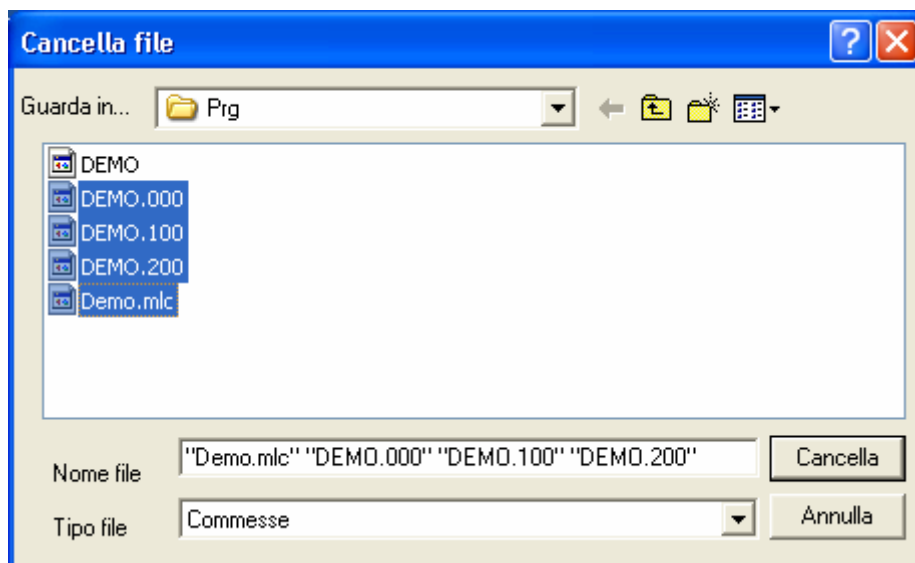 Cancella file
Guarda in... Prg
DEMO
DEMO.000
DEMO.100
DEMO.200
Demo.mlc
Nome file "Demo.mlc" "DEMO.000" "DEMO.100" "DEMO.200" Cancella
Tipo file Commesse Annulla